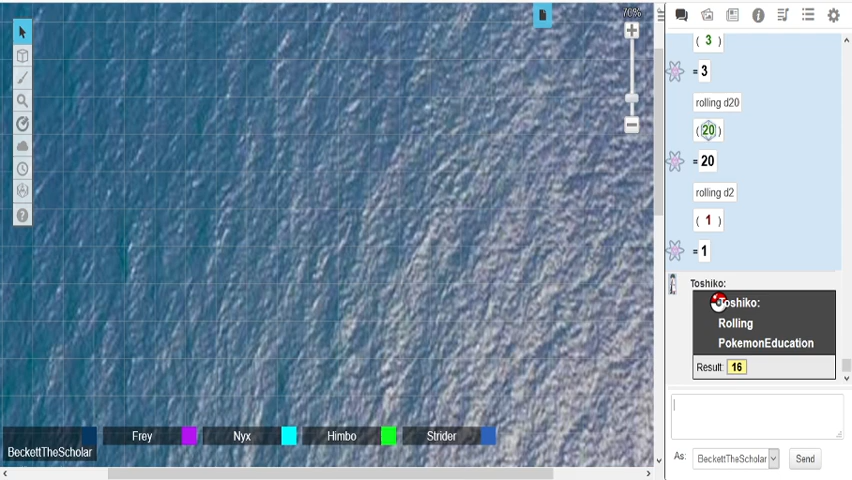 70%
( 3 )
= 3
rolling d20
( 20 )
= 20
rolling d2
( 1 )
= 1
Toshiko:
Toshiko:
Rolling
PokemonEducation
Result: 16
BeckettTheScholar
Frey
Nyx
Himbo
Strider
As: BeckettTheScholar Send